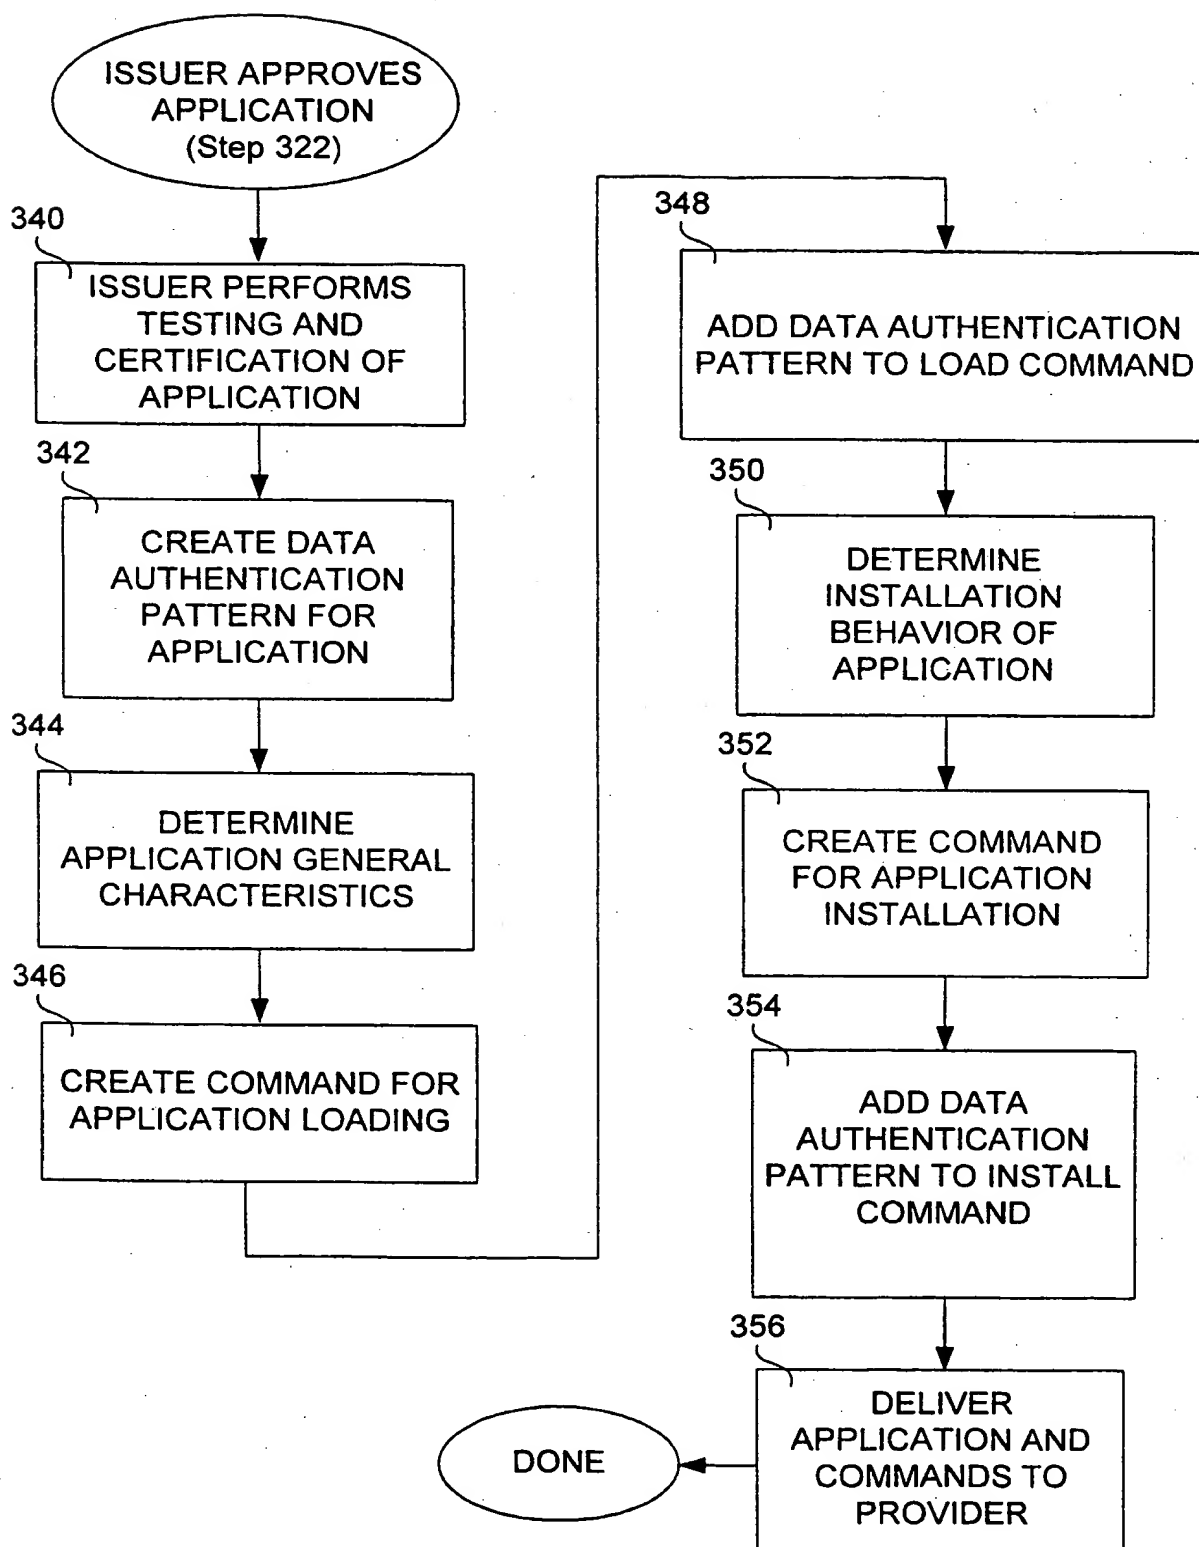 ISSUER APPROVES
APPLICATION
(Step 322)
340
ISSUER PERFORMS
TESTING AND
CERTIFICATION OF
APPLICATION
342
CREATE DATA
AUTHENTICATION
PATTERN FOR
APPLICATION
344
DETERMINE
APPLICATION GENERAL
CHARACTERISTICS
346
CREATE COMMAND FOR
APPLICATION LOADING
348
ADD DATA AUTHENTICATION
PATTERN TO LOAD COMMAND
350
DETERMINE
INSTALLATION
BEHAVIOR OF
APPLICATION
352
CREATE COMMAND
FOR APPLICATION
INSTALLATION
354
ADD DATA
AUTHENTICATION
PATTERN TO INSTALL
COMMAND
356
DELIVER
APPLICATION AND
COMMANDS TO
PROVIDER
DONE